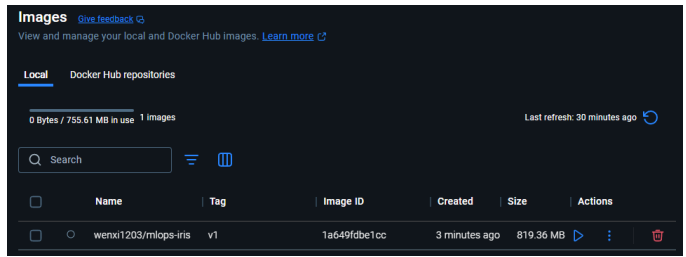 Images Give feedback
View and manage your local and Docker Hub images. Learn more
Local Docker Hub repositories
0 Bytes / 755.61 MB in use 1 images Last refresh: 30 minutes ago
Search
Name Tag Image ID Created Size Actions
wenxi1203/mlops-iris v1 1a649fdbe1cc 3 minutes ago 819.36 MB